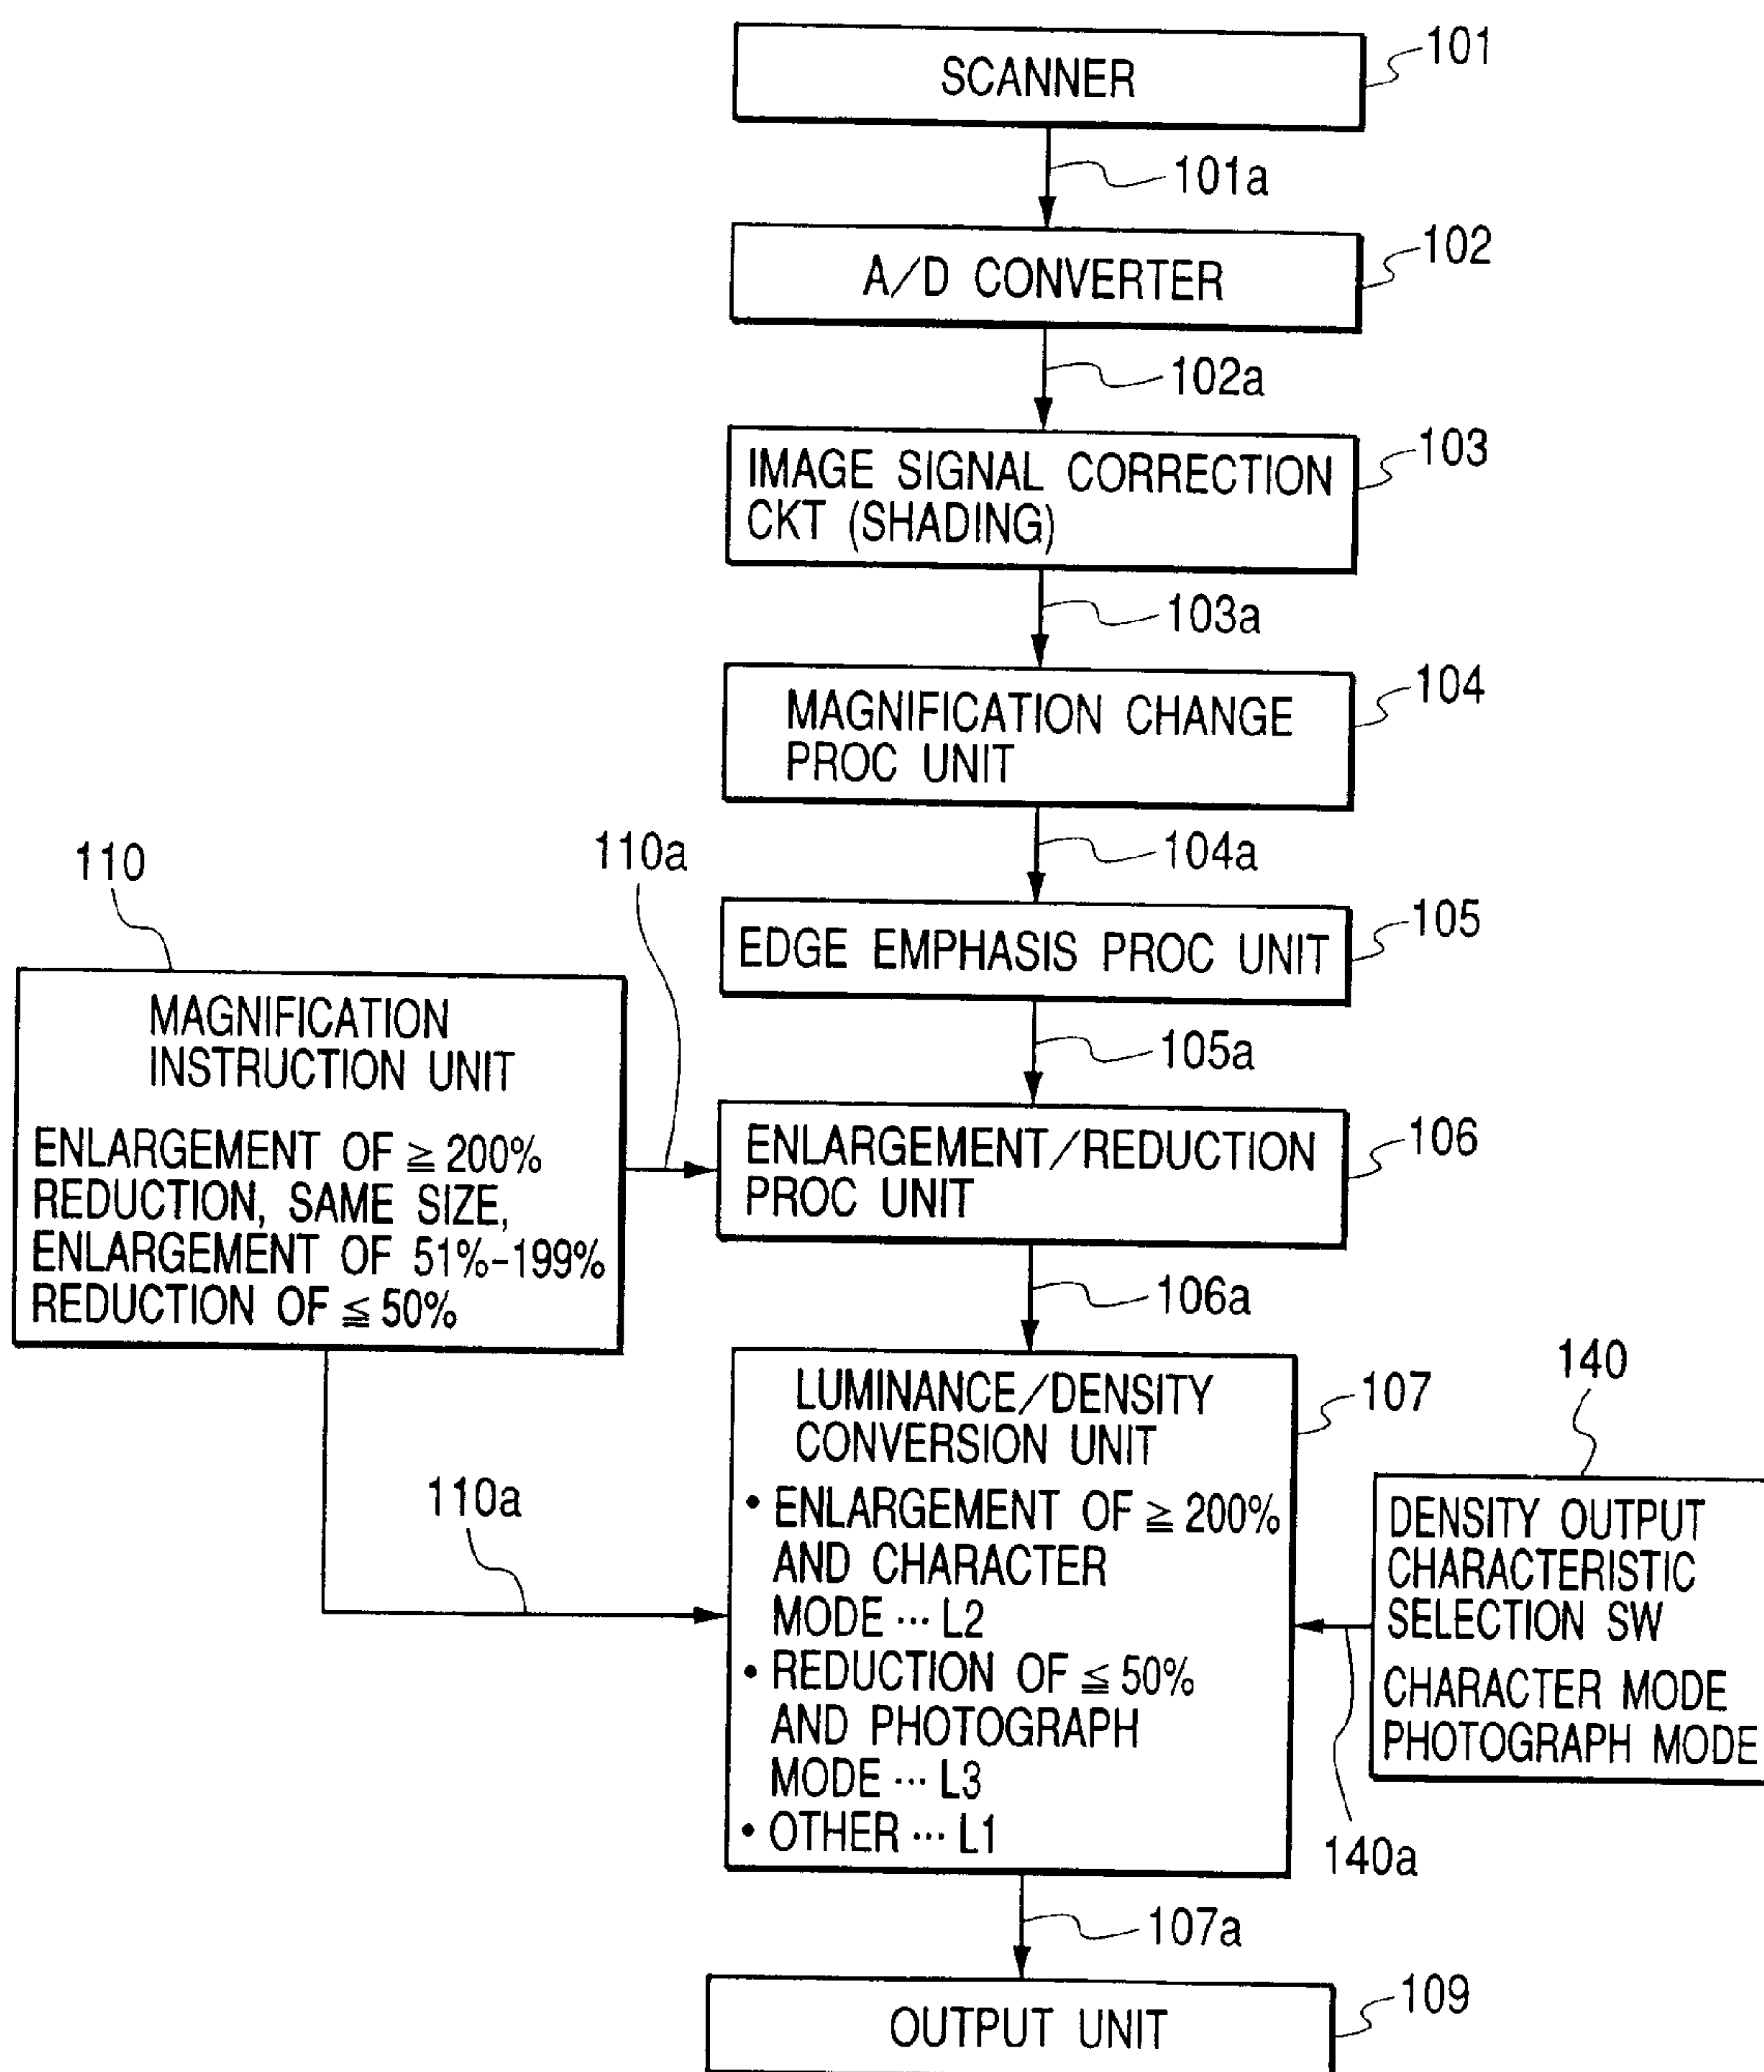 SCANNER
101
101a
A/D CONVERTER
102
102a
IMAGE SIGNAL CORRECTION
CKT (SHADING)
103
103a
MAGNIFICATION CHANGE
PROC UNIT
104
104a
EDGE EMPHASIS PROC UNIT
105
105a
110
110a
MAGNIFICATION
INSTRUCTION UNIT
ENLARGEMENT OF ≧ 200%
REDUCTION, SAME SIZE,
ENLARGEMENT OF 51%-199%
REDUCTION OF ≦ 50%
ENLARGEMENT/REDUCTION
PROC UNIT
106
106a
110a
LUMINANCE/DENSITY
CONVERSION UNIT
• ENLARGEMENT OF ≧ 200%
AND CHARACTER
MODE ··· L2
• REDUCTION OF ≦ 50%
AND PHOTOGRAPH
MODE ··· L3
• OTHER ··· L1
107
140
DENSITY OUTPUT
CHARACTERISTIC
SELECTION SW
CHARACTER MODE
PHOTOGRAPH MODE
140a
107a
OUTPUT UNIT
109